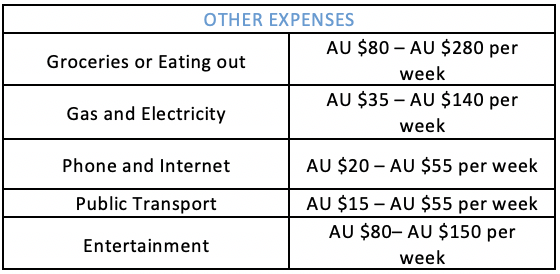 OTHER EXPENSES
Groceries or Eating out
AU $80 – AU $280 per
week
Gas and Electricity
AU $35 – AU $140 per
week
Phone and Internet
AU $20 – AU $55 per week
Public Transport
AU $15 – AU $55 per week
Entertainment
AU $80– AU $150 per
week